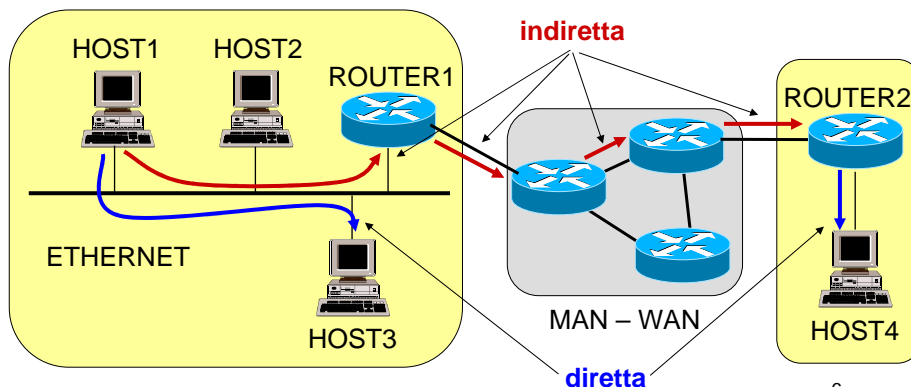 indiretta
HOST1
HOST2
ROUTER1
ROUTER2
ETHERNET
HOST3
MAN – WAN
HOST4
diretta